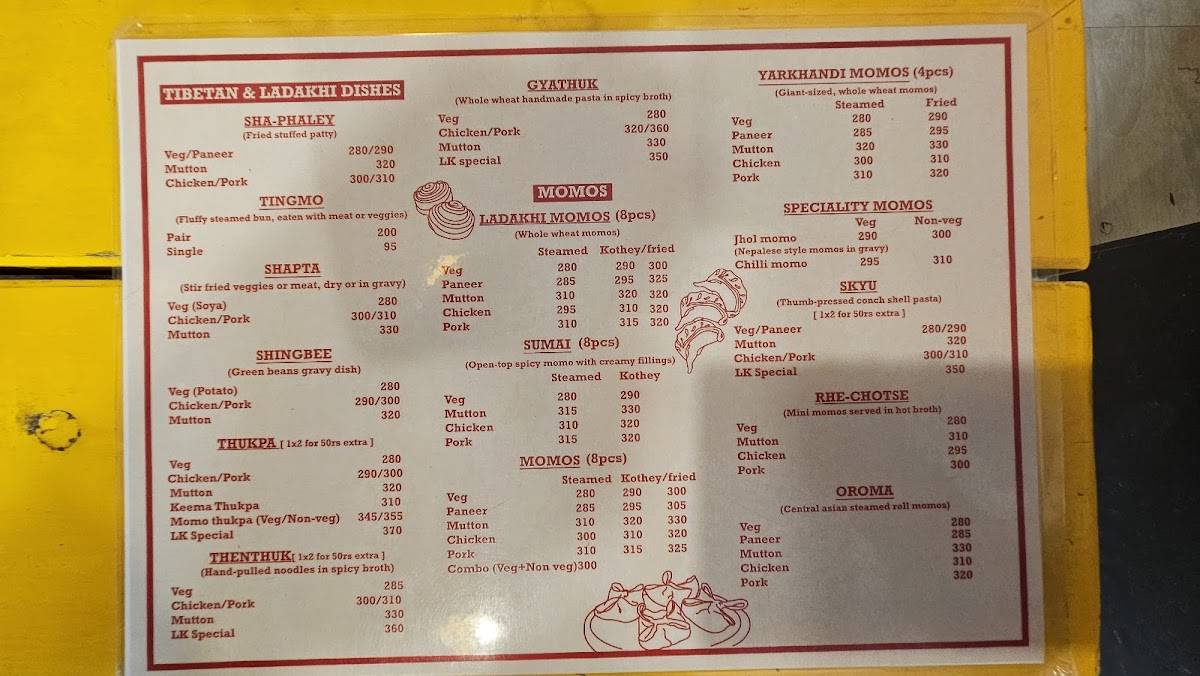 TIBETAN & LADAKHI DISHES
SHA-PHALEY
(Fried stuffed patty)
Veg/Paneer 280/290
Mutton 320
Chicken/Pork 300/310
TINGMO
(Fluffy steamed bun, eaten with meat or veggies)
Pair 200
Single 95
SHAPTA
(Stir fried veggies or meat, dry or in gravy)
Veg (Soya) 280
Chicken/Pork 300/310
Mutton 330
SHINGBEE
(Green beans gravy dish)
Veg (Potato) 280
Chicken/Pork 290/300
Mutton 320
THUKPA [ 1x2 for 50rs extra ]
Veg 280
Chicken/Pork 290/300
Mutton 320
Keema Thukpa 310
Momo thukpa (Veg/Non-veg) 345/355
LK Special 370
THENTHUK [ 1x2 for 50rs extra ]
(Hand-pulled noodles in spicy broth)
Veg 285
Chicken/Pork 300/310
Mutton 330
LK Special 360
GYATHUK
(Whole wheat handmade pasta in spicy broth)
Veg 280
Chicken/Pork 320/360
Mutton 330
LK special 350
MOMOS
LADAKHI MOMOS (8pcs)
(Whole wheat momos)
Steamed Kothey/fried
Veg 280 290 300
Paneer 285 295 325
Mutton 310 320 320
Chicken 295 310 320
Pork 310 315 320
SUMAI (8pcs)
(Open-top spicy momo with creamy fillings)
Steamed Kothey
Veg 280 290
Mutton 315 330
Chicken 310 320
Pork 315 320
MOMOS (8pcs)
Steamed Kothey/fried
Veg 280 290 300
Paneer 285 295 305
Mutton 310 320 330
Chicken 300 310 320
Pork 310 315 325
Combo (Veg+Non veg)300
YARKHANDI MOMOS (4pcs)
(Giant-sized, whole wheat momos)
Steamed Fried
Veg 280 290
Paneer 285 295
Mutton 320 330
Chicken 300 310
Pork 310 320
SPECIALITY MOMOS
Veg Non-veg
Jhol momo 290 300
(Nepalese style momos in gravy)
Chilli momo 295 310
SKYU
(Thumb-pressed conch shell pasta)
[ 1x2 for 50rs extra ]
Veg/Paneer 280/290
Mutton 320
Chicken/Pork 300/310
LK Special 350
RHE-CHOTSE
(Mini momos served in hot broth)
Veg 280
Mutton 310
Chicken 295
Pork 300
OROMA
(Central asian steamed roll momos)
Veg 280
Paneer 285
Mutton 330
Chicken 310
Pork 320